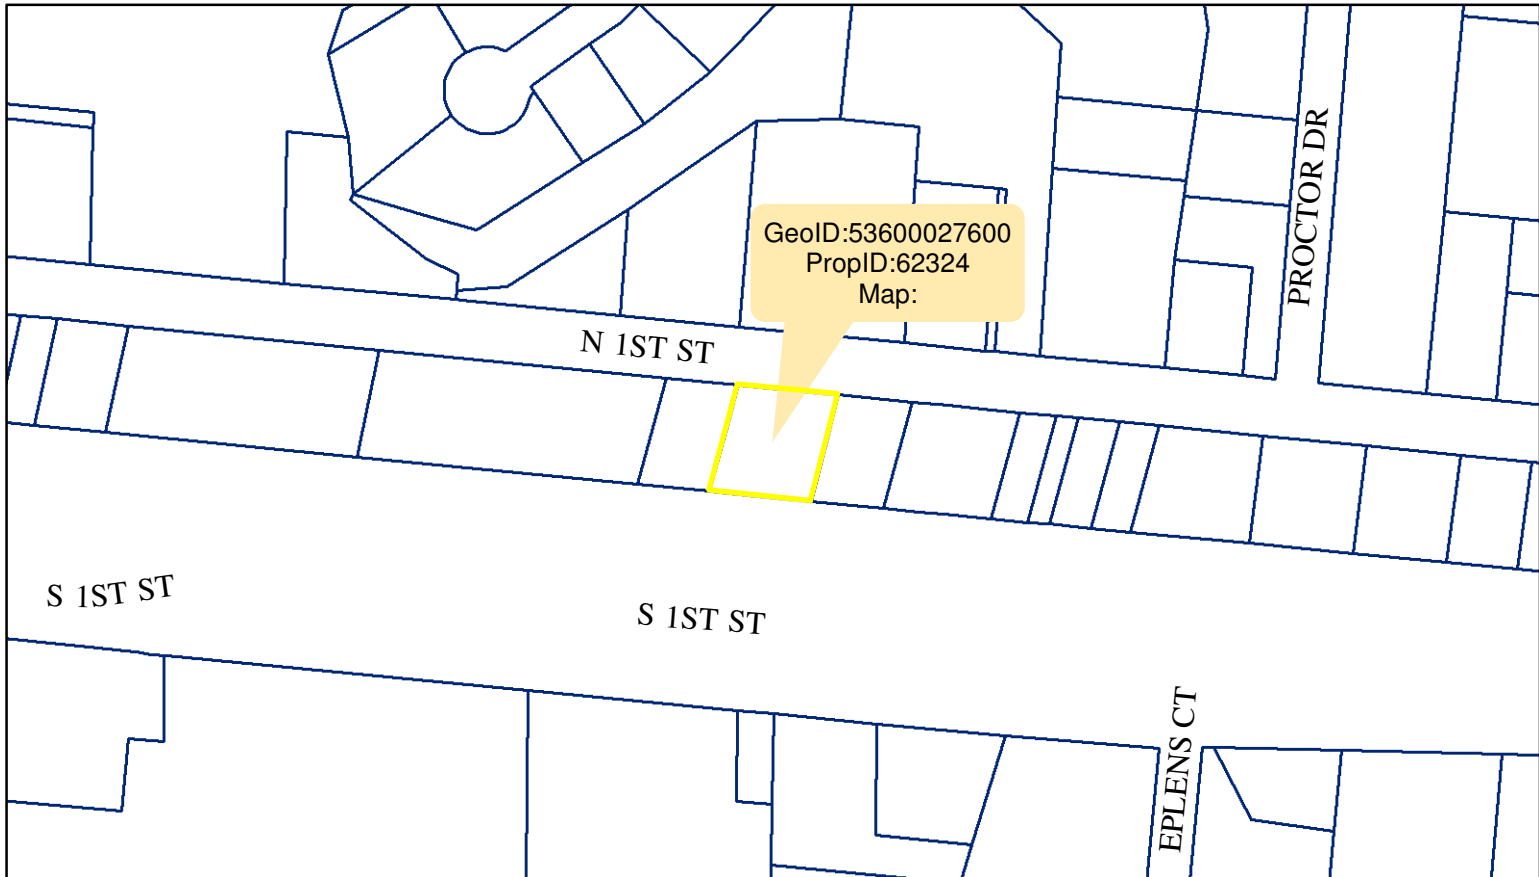 PROCTOR DR
GeoID:53600027600
PropID:62324
Map:
N 1ST ST
S 1ST ST
S 1ST ST
EPLENS CT